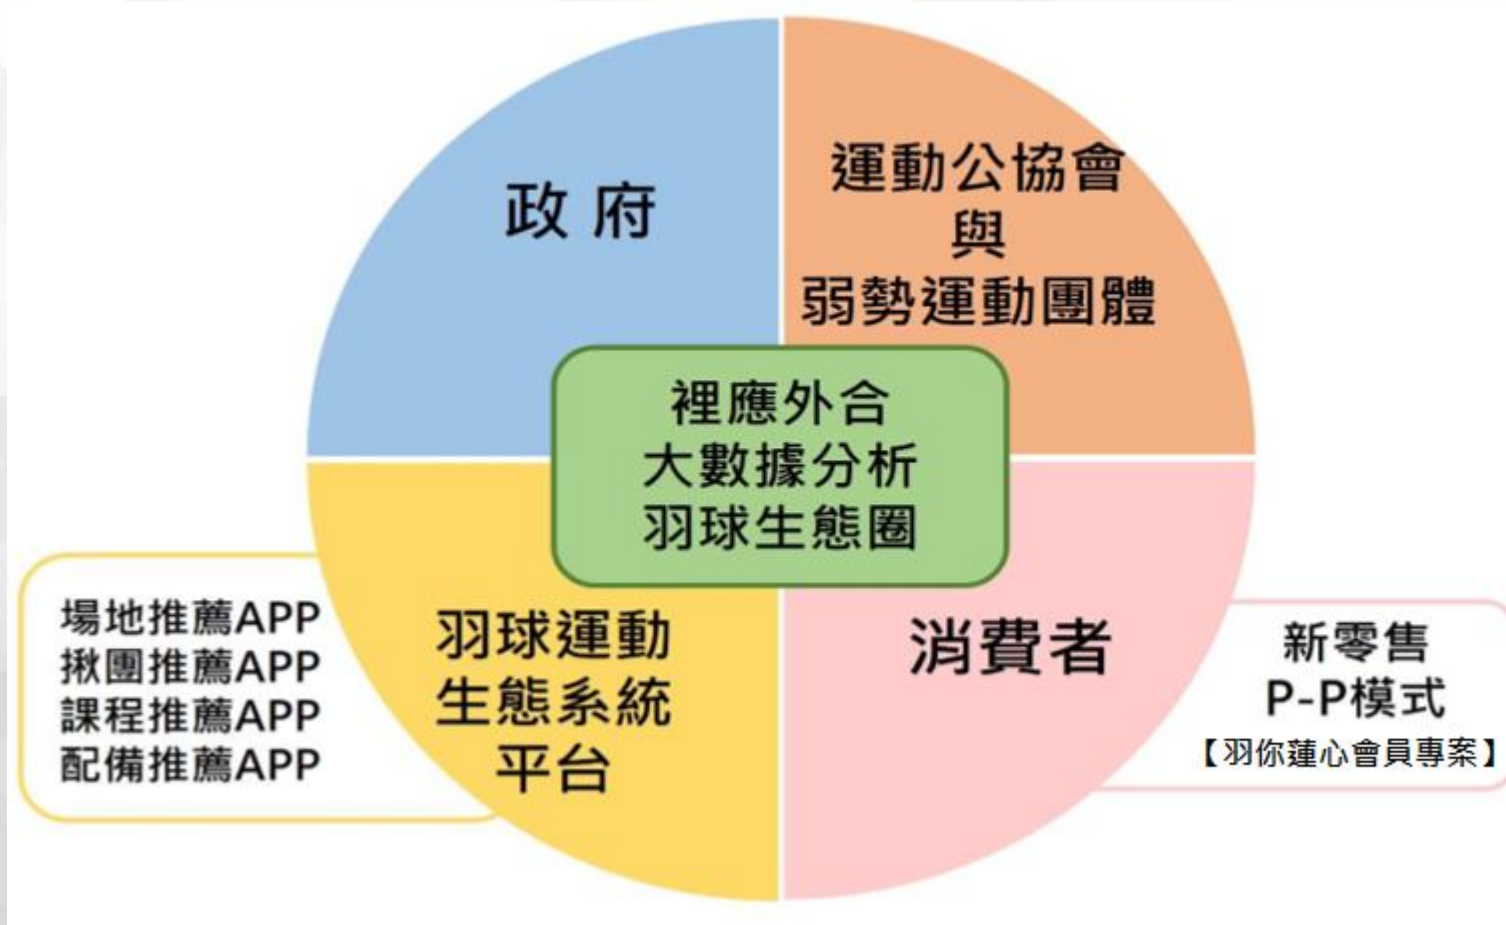 政府
運動公協會
與
弱勢運動團體
裡應外合
大數據分析
羽球生態圈
場地推薦APP
揪團推薦APP
課程推薦APP
配備推薦APP
羽球運動
生態系統
平台
消費者
新零售
P-P模式
【羽你蓮心會員專案】